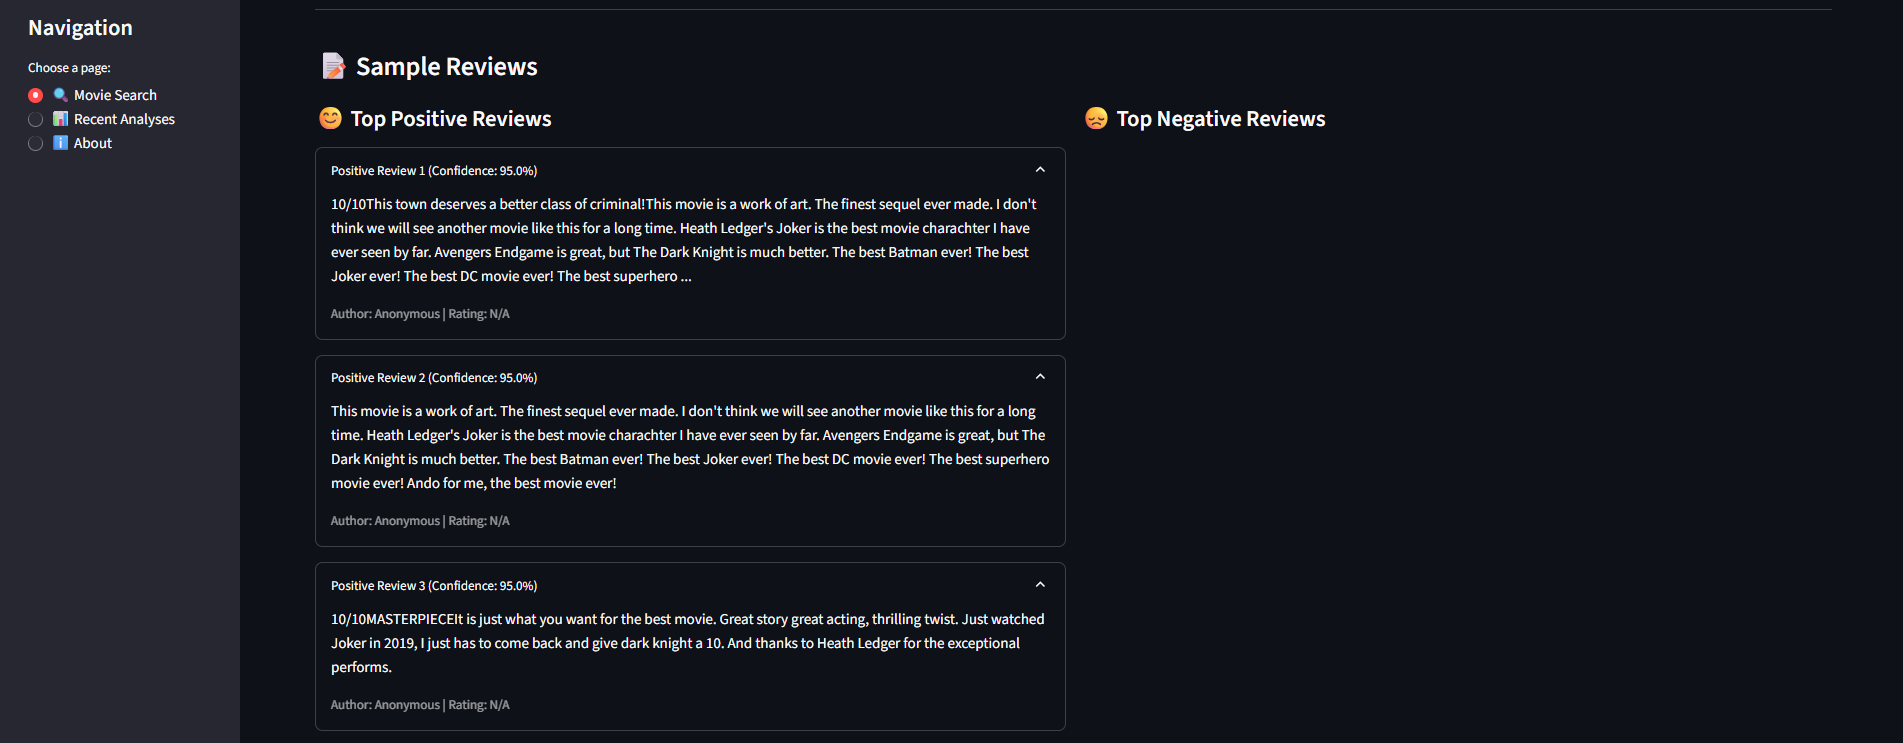 Navigation
Choose a page:
Movie Search
Recent Analyses
About
Sample Reviews
Top Positive Reviews
Positive Review 1 (Confidence: 95.0%)
10/10This town deserves a better class of criminal!This movie is a work of art. The finest sequel ever made. I don't
think we will see another movie like this for a long time. Heath Ledger's Joker is the best movie charachter I have
ever seen by far. Avengers Endgame is great, but The Dark Knight is much better. The best Batman ever! The best
Joker ever! The best DC movie ever! The best superhero ...
Author: Anonymous | Rating: N/A
Positive Review 2 (Confidence: 95.0%)
This movie is a work of art. The finest sequel ever made. I don't think we will see another movie like this for a long
time. Heath Ledger's Joker is the best movie charachter I have ever seen by far. Avengers Endgame is great, but The
Dark Knight is much better. The best Batman ever! The best Joker ever! The best DC movie ever! The best superhero
movie ever! Ando for me, the best movie ever!
Author: Anonymous | Rating: N/A
Positive Review 3 (Confidence: 95.0%)
10/10MASTERPIECEIt is just what you want for the best movie. Great story great acting, thrilling twist. Just watched
Joker in 2019, I just has to come back and give dark knight a 10. And thanks to Heath Ledger for the exceptional
performs.
Author: Anonymous | Rating: N/A
Top Negative Reviews